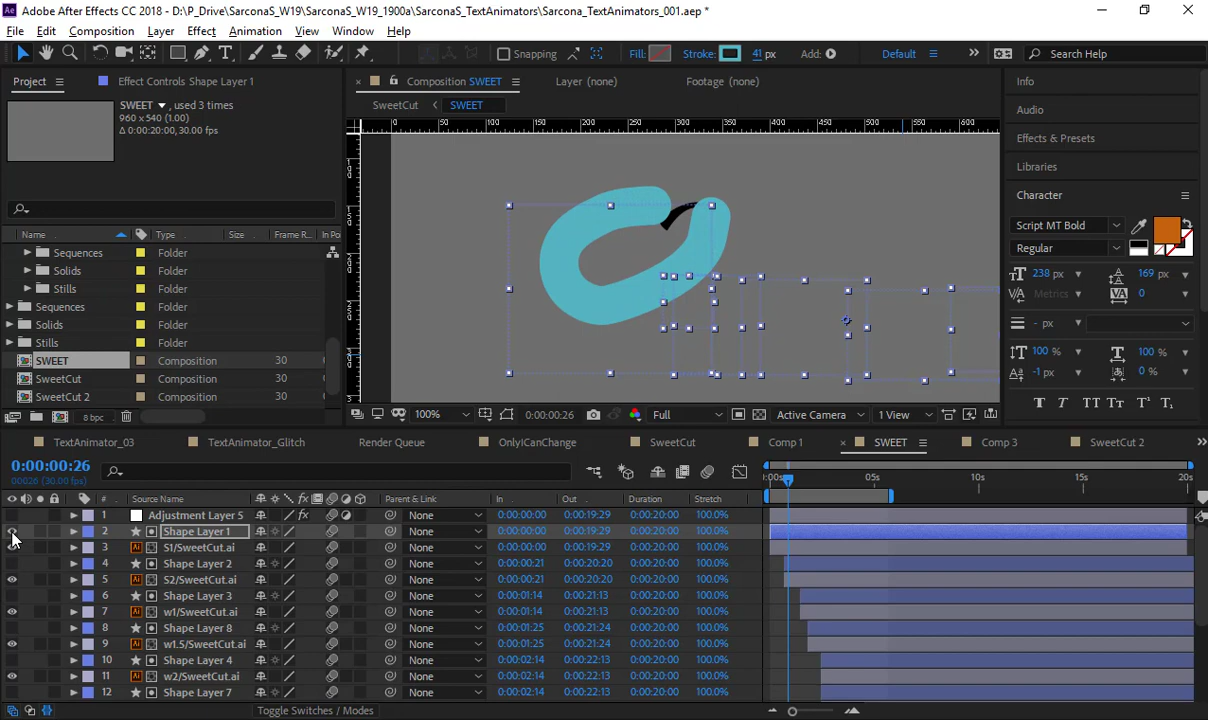 Adobe After Effects CC 2018 - D:\P_Drive\SarconaS_W19\SarconaS_W19_1900a\SarconaS_TextAnimators\Sarcona_TextAnimators_001.aep *
File Edit Composition Layer Effect Animation View Window Help
Snapping Fill: Stroke: 41 px Add: Default Search Help
Project Effect Controls Shape Layer 1 Composition SWEET Layer (none) Footage (none) Info
SWEET , used 3 times
960 x 540 (1.00)
Δ 0:00:20:00, 30.00 fps
SweetCut SWEET
0 50 100 150 200 250 300 350 400 450 500 550 600
Audio
Effects & Presets
Libraries
Character
Script MT Bold
Regular
238 px 169 px
Metrics 0
- px
100 % 100 %
-1 px 0 %
Name Type Size Frame R... In Po
Sequences Folder
Solids Folder
Stills Folder
Sequences Folder
Solids Folder
Stills Folder
SWEET Composition 30
SweetCut Composition 30
SweetCut 2 Composition 30
8 bpc
100% 0:00:00:26 Full Active Camera 1 View
TextAnimator_03 TextAnimator_Glitch Render Queue OnlyICanChange SweetCut Comp 1 SWEET Comp 3 SweetCut 2
0:00:00:26
00026 (30.00 fps)
:00s 05s 10s 15s 20s
# Source Name Parent & Link In Out Duration Stretch
1 Adjustment Layer 5 None 0:00:00:00 0:00:19:29 0:00:20:00 100.0%
2 Shape Layer 1 None 0:00:00:00 0:00:19:29 0:00:20:00 100.0%
3 S1/SweetCut.ai None 0:00:00:00 0:00:19:29 0:00:20:00 100.0%
4 Shape Layer 2 None 0:00:00:21 0:00:20:20 0:00:20:00 100.0%
5 S2/SweetCut.ai None 0:00:00:21 0:00:20:20 0:00:20:00 100.0%
6 Shape Layer 3 None 0:00:01:14 0:00:21:13 0:00:20:00 100.0%
7 w1/SweetCut.ai None 0:00:01:14 0:00:21:13 0:00:20:00 100.0%
8 Shape Layer 8 None 0:00:01:25 0:00:21:24 0:00:20:00 100.0%
9 w1.5/SweetCut.ai None 0:00:01:25 0:00:21:24 0:00:20:00 100.0%
10 Shape Layer 4 None 0:00:02:14 0:00:22:13 0:00:20:00 100.0%
11 w2/SweetCut.ai None 0:00:02:14 0:00:22:13 0:00:20:00 100.0%
12 Shape Layer 7 None 0:00:02:14 0:00:22:13 0:00:20:00 100.0%
Toggle Switches / Modes